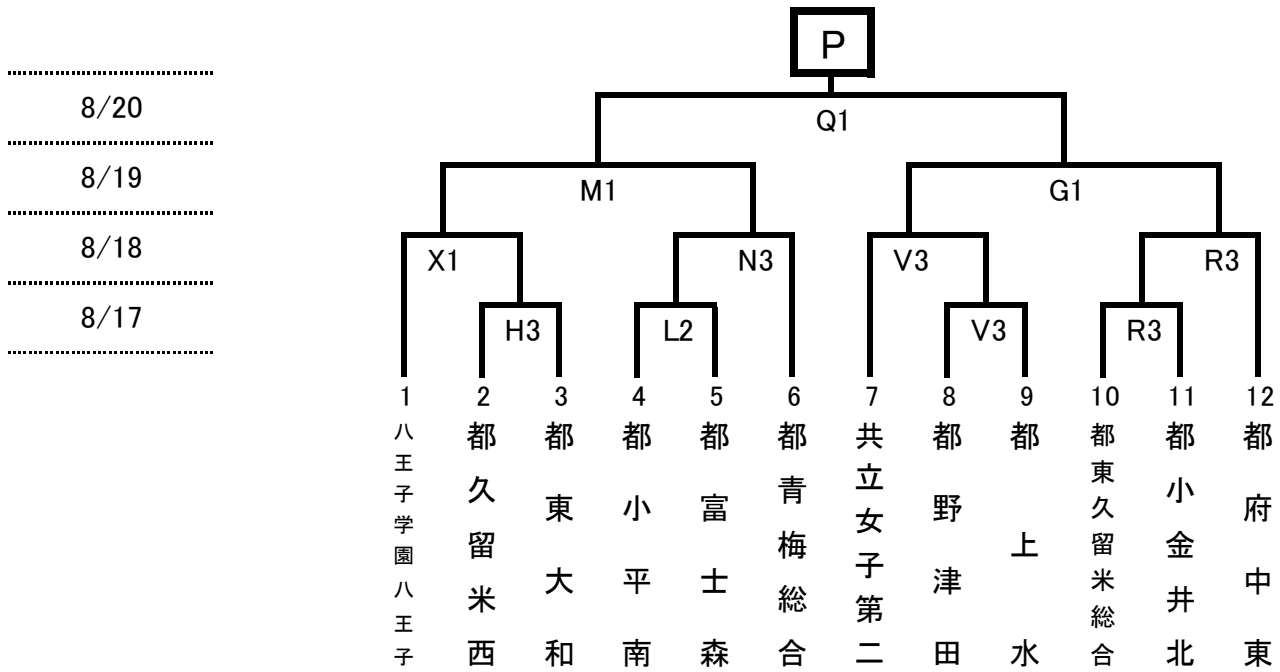 P
8/20
Q1
8/19
M1
G1
8/18
X1
N3
V3
R3
8/17
H3
L2
V3
R3
1
2
3
4
5
6
7
8
9
10
11
12
八王子学園八王子
都久留米西
都東大和
都小平南
都富士森
都青梅総合
共立女子第二
都野津田
都上水
都東久留米総合
都小金井北
都府中東